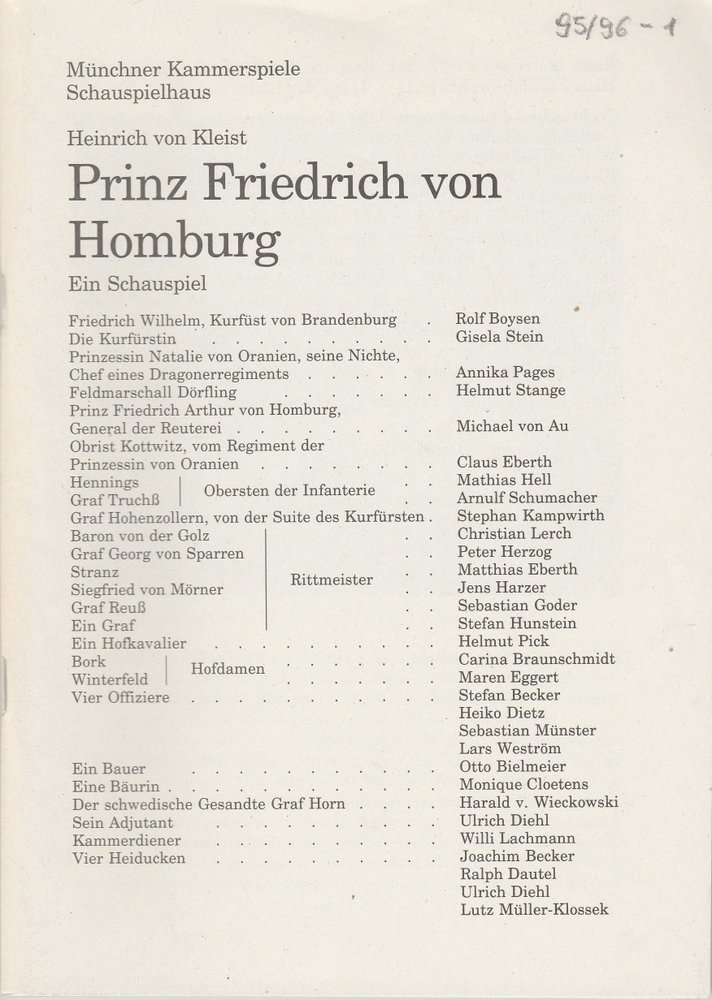 95/96 - 1
Münchner Kammerspiele
Schauspielhaus
Heinrich von Kleist
Prinz Friedrich von
Homburg
Ein Schauspiel
Friedrich Wilhelm, Kurfüst von Brandenburg . Rolf Boysen
Die Kurfürstin . . . . . . . . . . Gisela Stein
Prinzessin Natalie von Oranien, seine Nichte,
Chef eines Dragonerregiments . . . . . . Annika Pages
Feldmarschall Dörfling . . . . . . . Helmut Stange
Prinz Friedrich Arthur von Homburg,
General der Reuterei . . . . . . . . . Michael von Au
Obrist Kottwitz, vom Regiment der
Prinzessin von Oranien . . . . . . . . Claus Eberth
Hennings . . Mathias Hell
Obersten der Infanterie
Graf Truchß . . Arnulf Schumacher
Graf Hohenzollern, von der Suite des Kurfürsten . Stephan Kampwirth
Baron von der Golz . . Christian Lerch
Graf Georg von Sparren . . Peter Herzog
Stranz . . Matthias Eberth
Rittmeister
Siegfried von Mörner . . Jens Harzer
Graf Reuß . . Sebastian Goder
Ein Graf . . Stefan Hunstein
Ein Hofkavalier . . . . . . . . . . Helmut Pick
Bork . . . . . . . Carina Braunschmidt
Hofdamen
Winterfeld . . . . . . . Maren Eggert
Vier Offiziere . . . . . . . . . . . Stefan Becker
Heiko Dietz
Sebastian Münster
Lars Weström
Ein Bauer . . . . . . . . . . . Otto Bielmeier
Eine Bäurin . . . . . . . . . . . . Monique Cloetens
Der schwedische Gesandte Graf Horn . . . . Harald v. Wieckowski
Sein Adjutant . . . . . . . . . . Ulrich Diehl
Kammerdiener . . . . . . . . . . Willi Lachmann
Vier Heiducken . . . . . . . . . . Joachim Becker
Ralph Dautel
Ulrich Diehl
Lutz Müller-Klossek